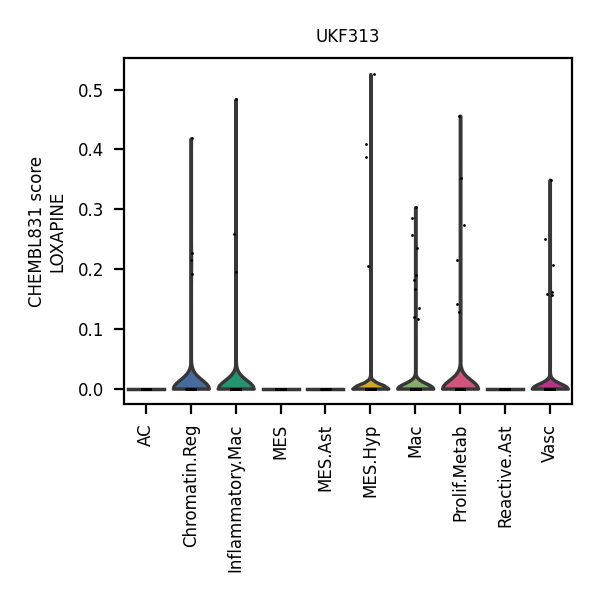 UKF313
CHEMBL831 score
LOXAPINE
0.5
0.4
0.3
0.2
0.1
0.0
AC
Chromatin.Reg
Inflammatory.Mac
MES
MES.Ast
MES.Hyp
Mac
Prolif.Metab
Reactive.Ast
Vasc